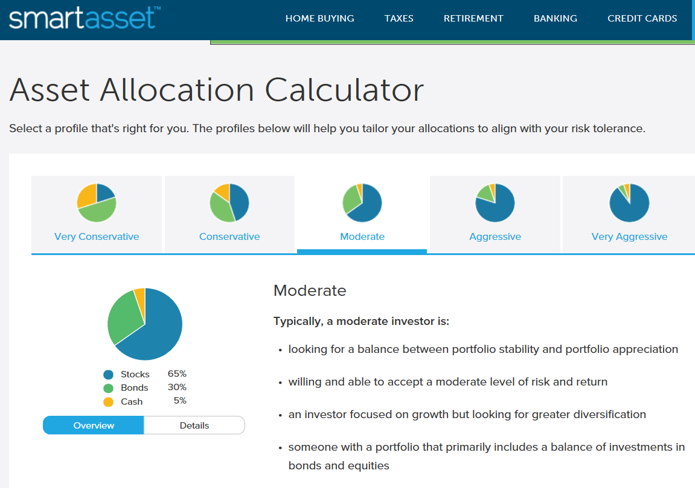 smartasset™
HOME BUYING TAXES RETIREMENT BANKING CREDIT CARDS
Asset Allocation Calculator
Select a profile that's right for you. The profiles below will help you tailor your allocations to align with your risk tolerance.
Very Conservative Conservative Moderate Aggressive Very Aggressive
Moderate
Typically, a moderate investor is:
• looking for a balance between portfolio stability and portfolio appreciation
• willing and able to accept a moderate level of risk and return
• an investor focused on growth but looking for greater diversification
• someone with a portfolio that primarily includes a balance of investments in
bonds and equities
Stocks 65%
Bonds 30%
Cash 5%
Overview Details